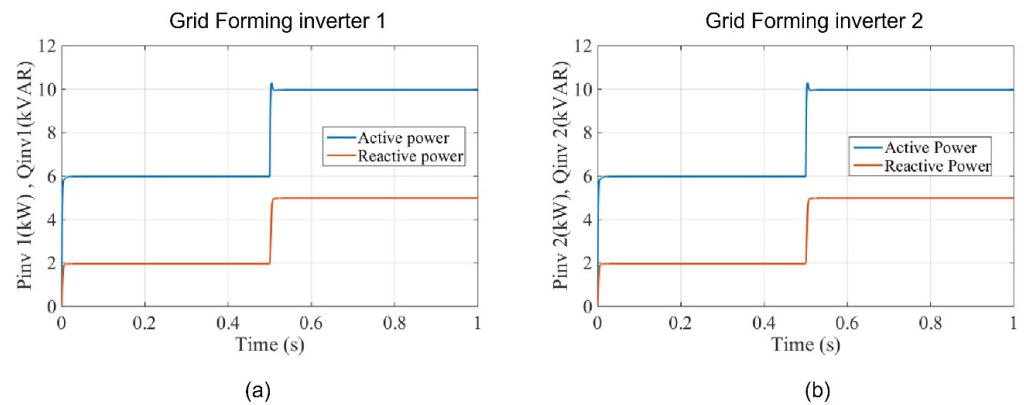 Grid Forming inverter 1
Pinv 1(kW) , Qinv1(kVAR)
12
10
8
6
4
2
0
Active power
Reactive power
0 0.2 0.4 0.6 0.8 1
Time (s)
(a)
Grid Forming inverter 2
Pinv 2(kW), Qinv 2(kVAR)
12
10
8
6
4
2
0
Active Power
Reactive Power
0 0.2 0.4 0.6 0.8 1
Time (s)
(b)